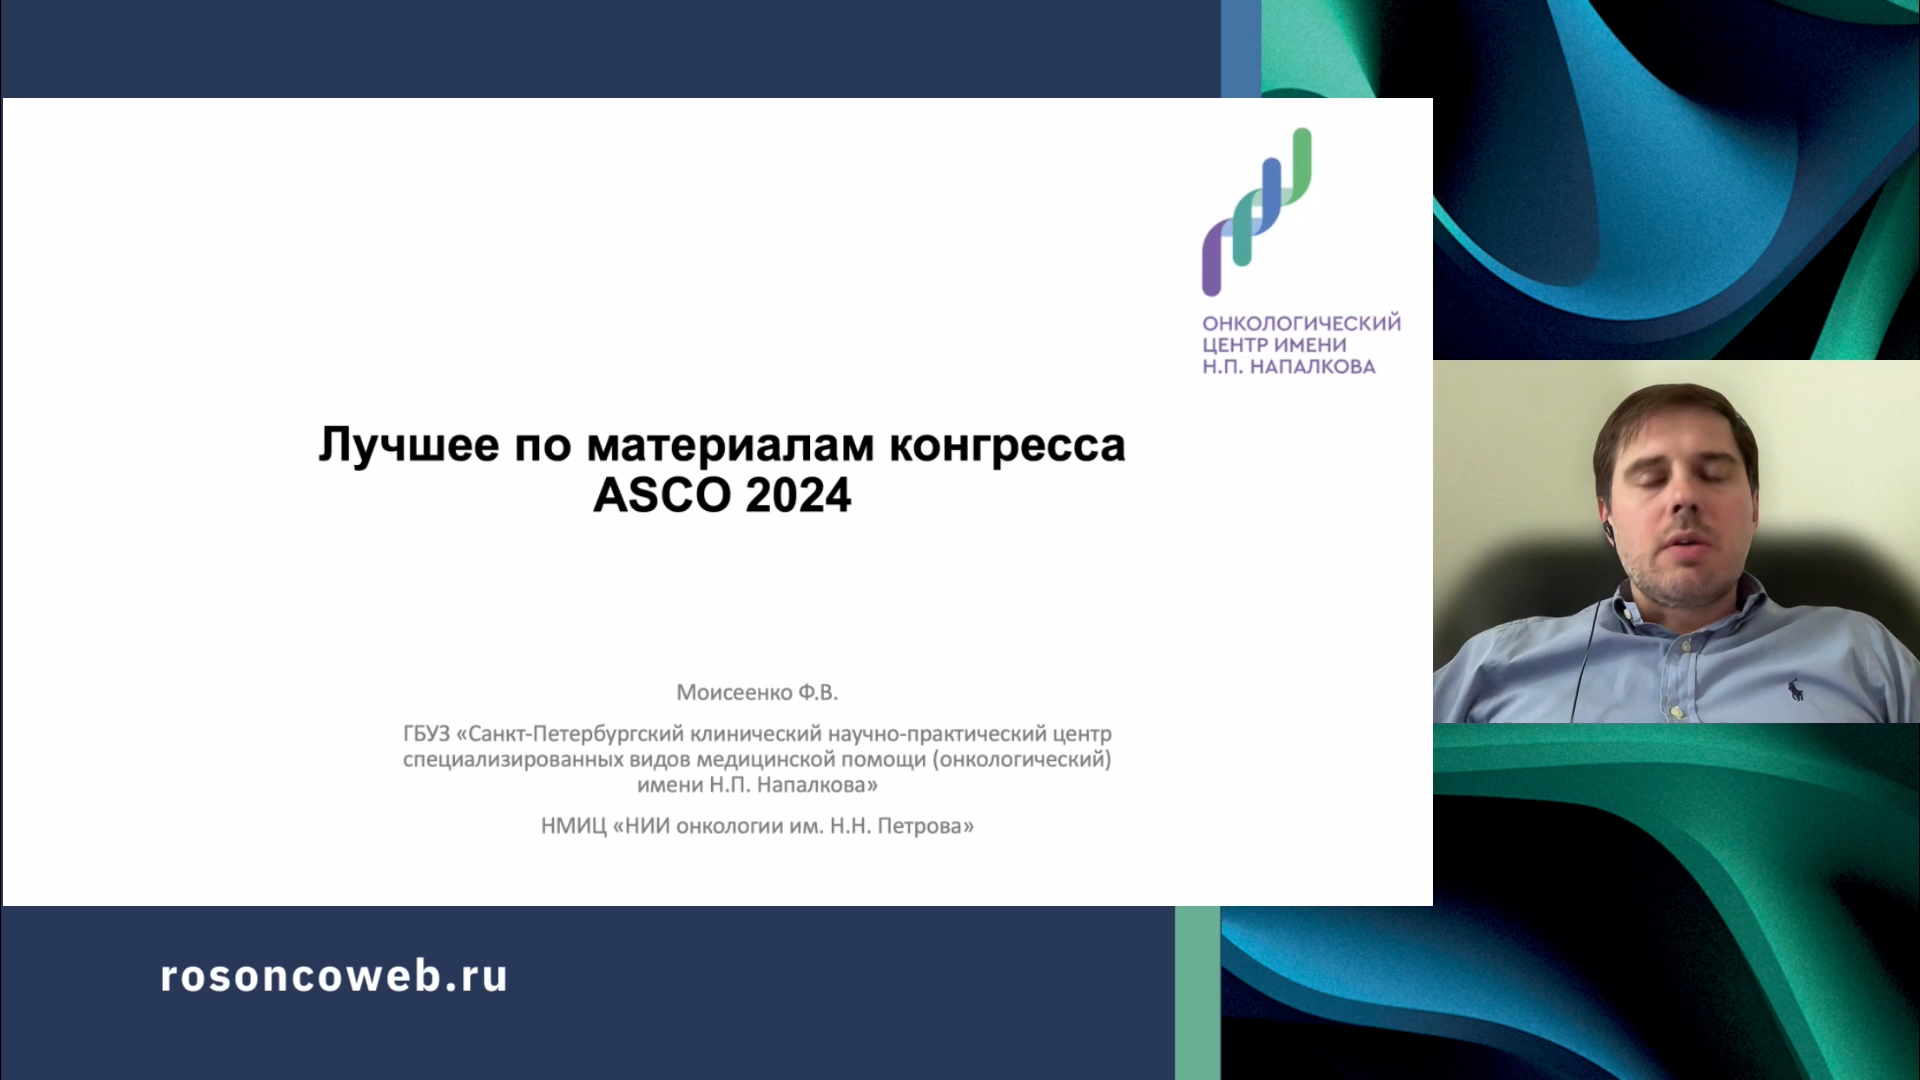 ОНКОЛОГИЧЕСКИЙ
ЦЕНТР ИМЕНИ
Н.П. НАПАЛКОВА
Лучшее по материалам конгресса
ASCO 2024
Моисеенко Ф.В.
ГБУЗ «Санкт-Петербургский клинический научно-практический центр
специализированных видов медицинской помощи (онкологический)
имени Н.П. Напалкова»
НМИЦ «НИИ онкологии им. Н.Н. Петрова»
rosoncoweb.ru